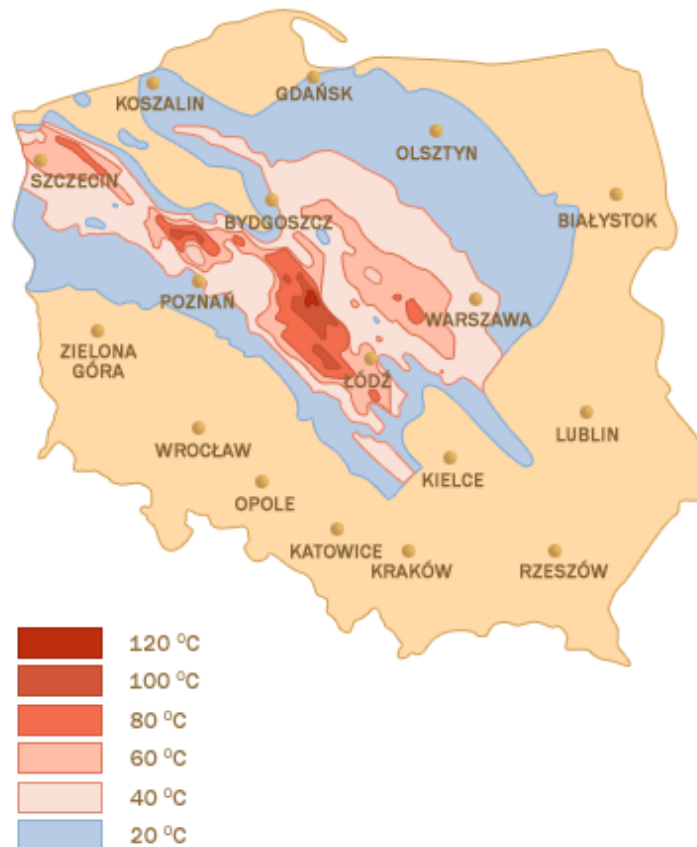 KOSZALIN
GDAŃSK
OLSZTYN
SZCZECIN
BIAŁYSTOK
BYDGOSZCZ
POZNAŃ
WARSZAWA
ZIELONA
GÓRA
ŁÓDŹ
LUBLIN
WROCŁAW
KIELCE
OPOLE
KATOWICE
KRAKÓW
RZESZÓW
120 °C
100 °C
80 °C
60 °C
40 °C
20 °C